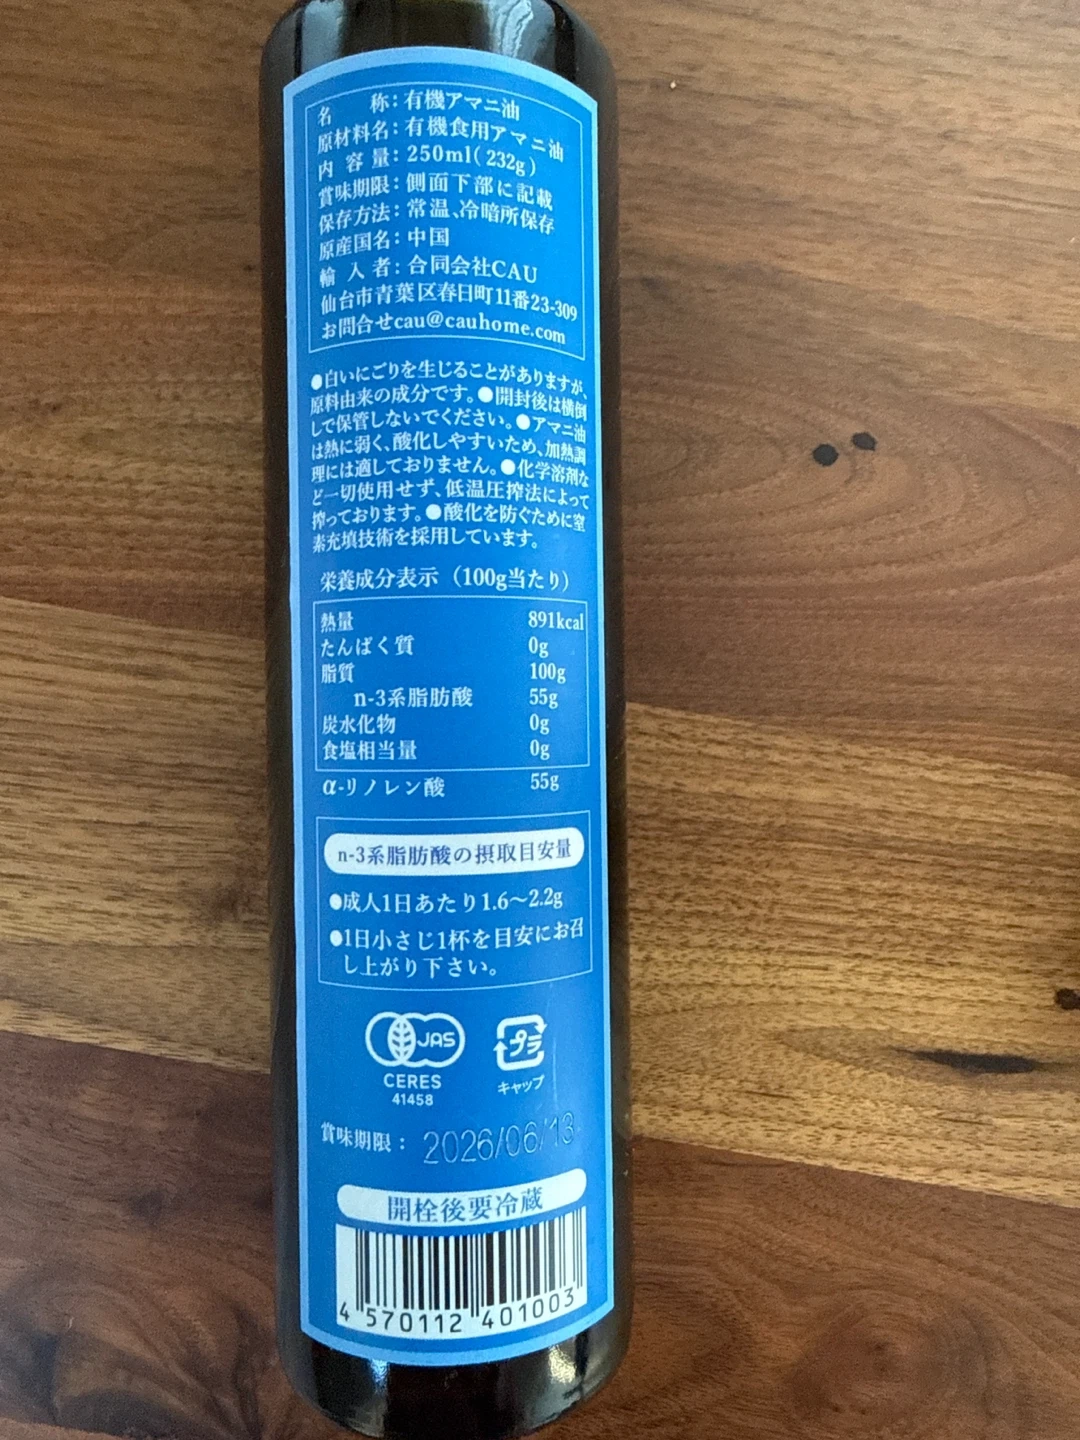 名　　称：有機アマニ油
原材料名：有機食用アマニ油
内 容 量：250ml(232g)
賞味期限：側面下部に記載
保存方法：常温、冷暗所保存
原産国名：中国
輸 入 者：合同会社CAU
仙台市青葉区春日町11番23-309
お問合せcau@cauhome.com
●白いにごりを生じることがありますが、
原料由来の成分です。●開封後は横倒
しで保管しないでください。●アマニ油
は熱に弱く、酸化しやすいため、加熱調
理には適しておりません。●化学溶剤な
ど一切使用せず、低温圧搾法によって
搾っております。●酸化を防ぐために窒
素充填技術を採用しています。
栄養成分表示（100g当たり）
熱量 891kcal
たんぱく質 0g
脂質 100g
n-3系脂肪酸 55g
炭水化物 0g
食塩相当量 0g
α-リノレン酸 55g
n-3系脂肪酸の摂取目安量
●成人1日あたり1.6～2.2g
●1日小さじ1杯を目安にお召
し上がり下さい。
JAS プラ
CERES キャップ
41458
賞味期限： 2026/06/13
開栓後要冷蔵
4 570112 401003